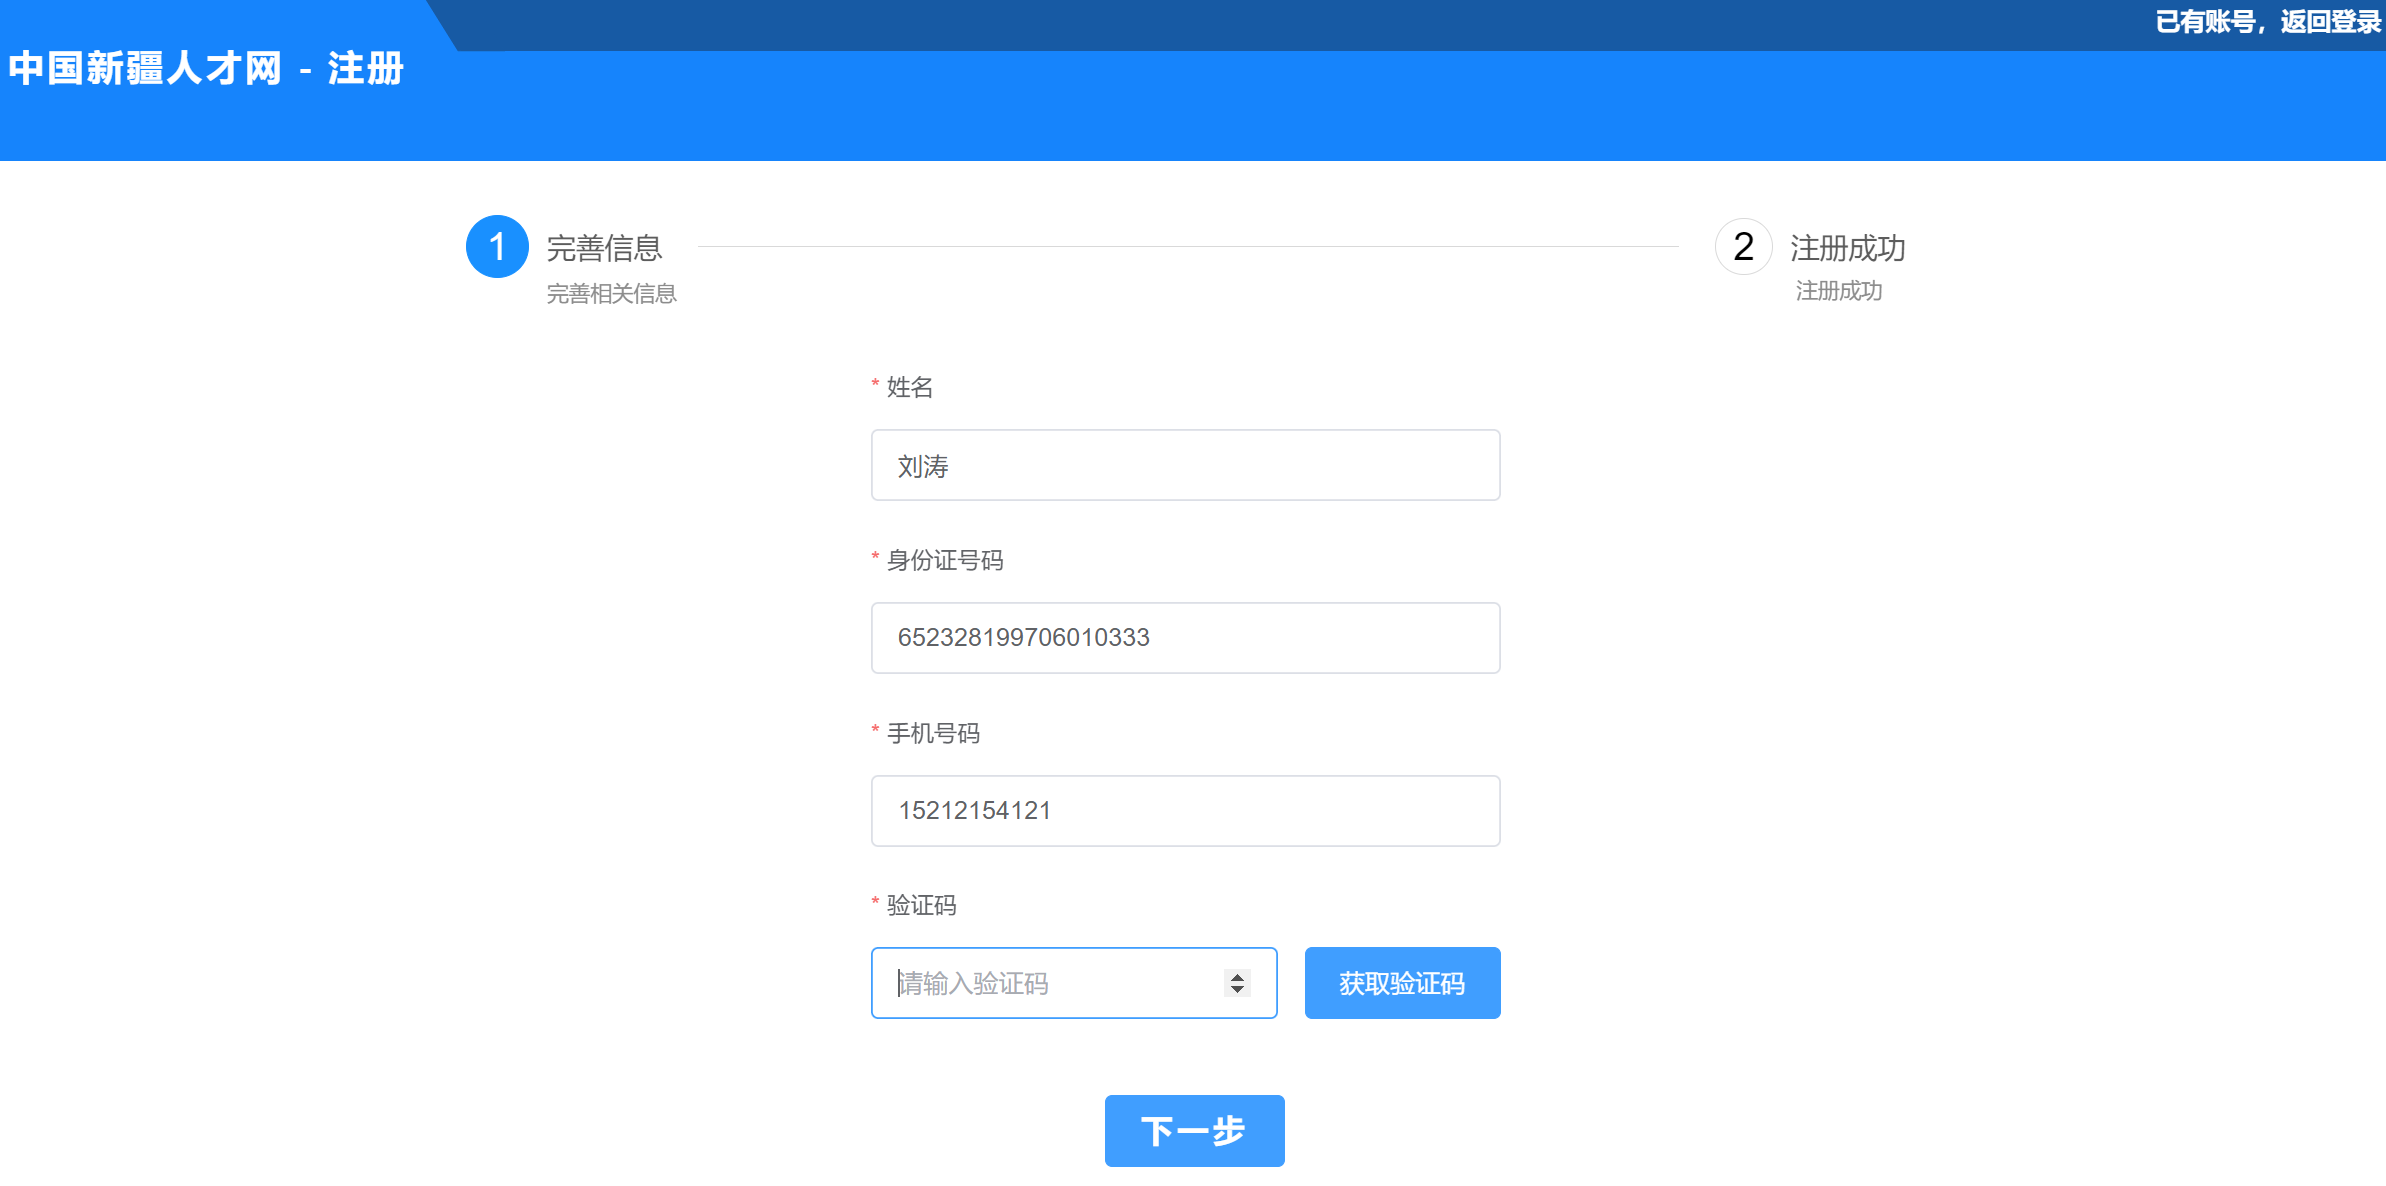 已有账号，返回登录
中国新疆人才网 - 注册
1 完善信息
完善相关信息
2 注册成功
注册成功
* 姓名
刘涛
* 身份证号码
652328199706010333
* 手机号码
15212154121
* 验证码
请输入验证码
获取验证码
下一步